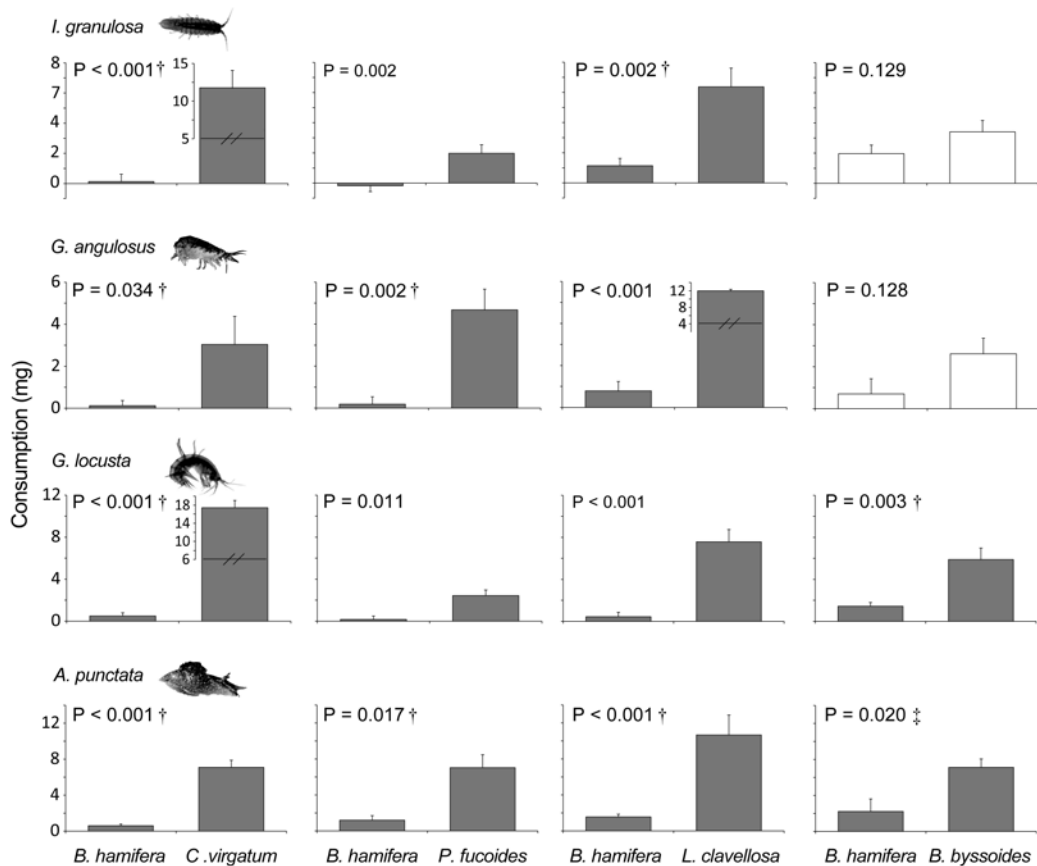 I. granulosa
P < 0.001 †
P = 0.002
P = 0.002 †
P = 0.129
8
6
4
2
0
15
10
5
G. angulosus
P = 0.034 †
P = 0.002 †
P < 0.001
P = 0.128
6
4
2
0
12
8
4
Consumption (mg)
G. locusta
P < 0.001 †
P = 0.011
P < 0.001
P = 0.003 †
12
8
4
0
18
16
14
6
A. punctata
P < 0.001 †
P = 0.017 †
P < 0.001 †
P = 0.020 ‡
12
8
4
0
B. hamifera C .virgatum B. hamifera P. fucoides B. hamifera L. clavellosa B. hamifera B. byssoides